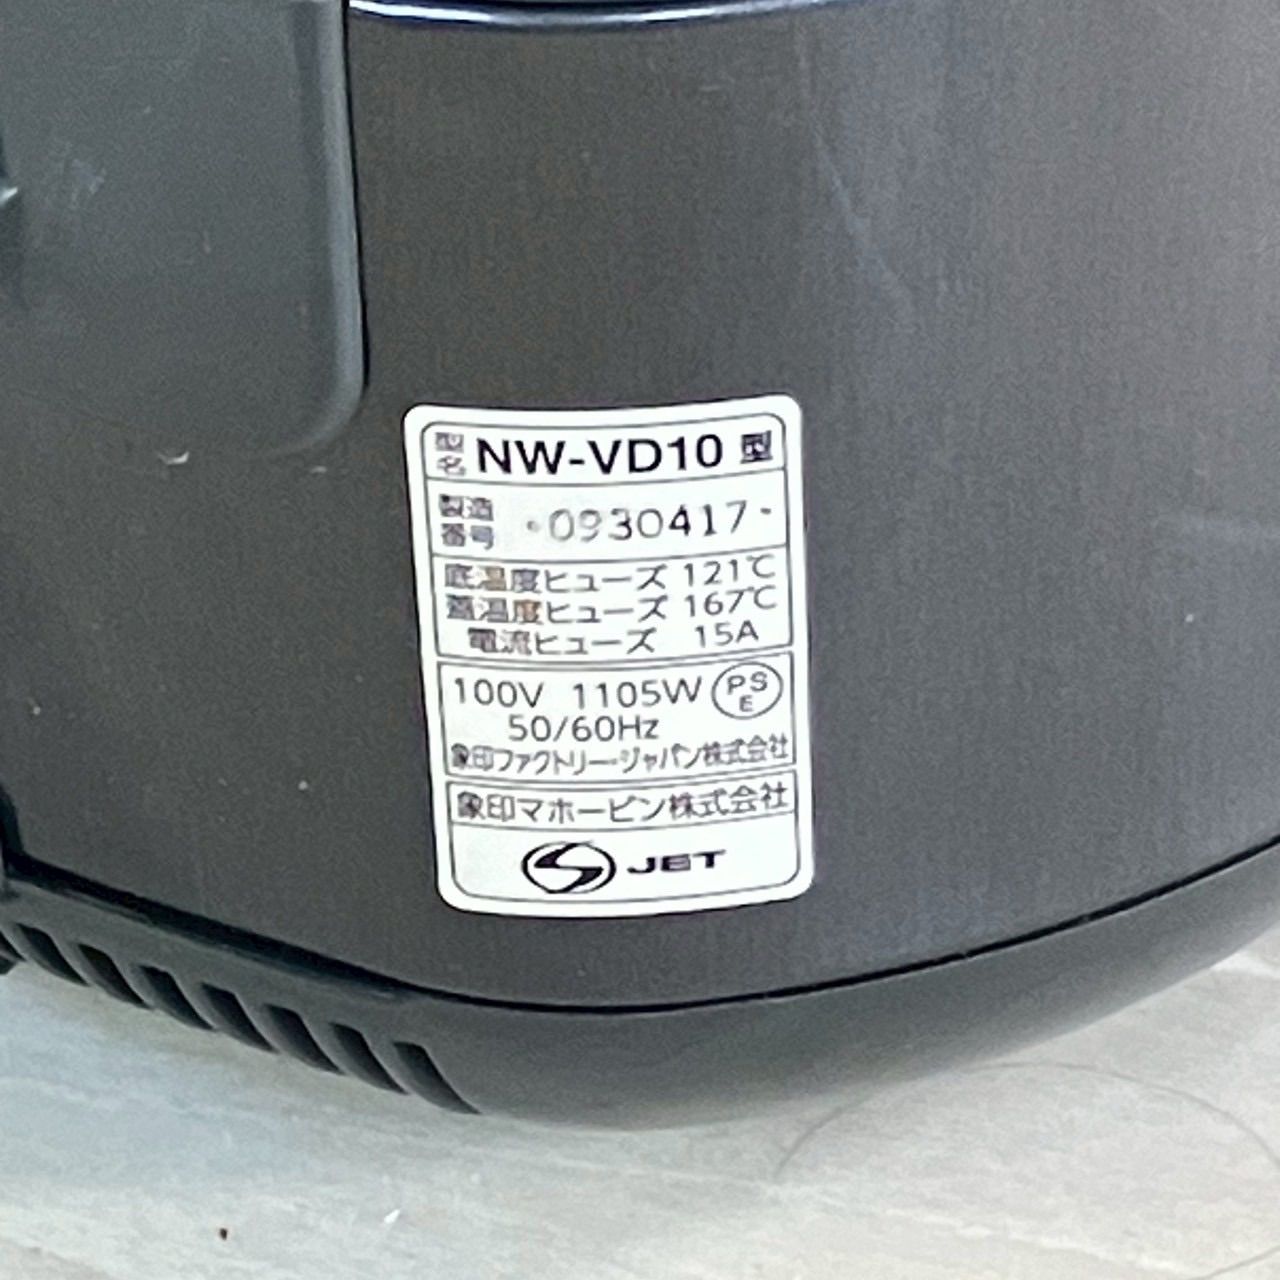 型名 NW-VD10 型
製造番号 ・0930417・
底温度ヒューズ 121℃
蓋温度ヒューズ 167℃
電流ヒューズ 15A
100V 1105W PSE
50/60Hz
象印ファクトリー・ジャパン株式会社
象印マホービン株式会社
S JET